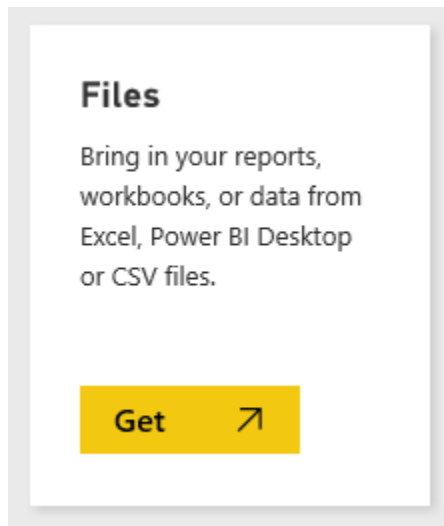 Files
Bring in your reports,
workbooks, or data from
Excel, Power BI Desktop
or CSV files.
Get